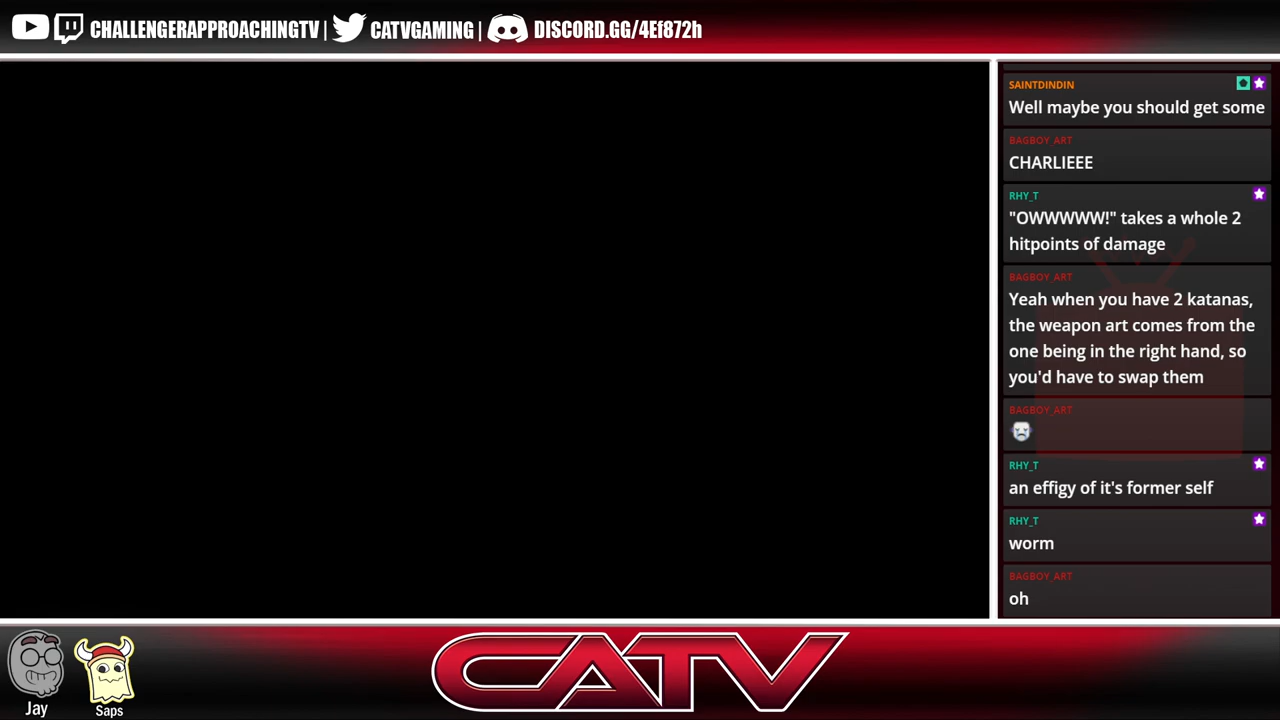 CHALLENGERAPPROACHINGTV | CATVGAMING | DISCORD.GG/4Ef872h
SAINTDINDIN
Well maybe you should get some
BAGBOY_ART
CHARLIEEE
RHY_T
"OWWWWW!" takes a whole 2
hitpoints of damage
BAGBOY_ART
Yeah when you have 2 katanas,
the weapon art comes from the
one being in the right hand, so
you'd have to swap them
BAGBOY_ART
RHY_T
an effigy of it's former self
RHY_T
worm
BAGBOY_ART
oh
Jay
Saps
CATV